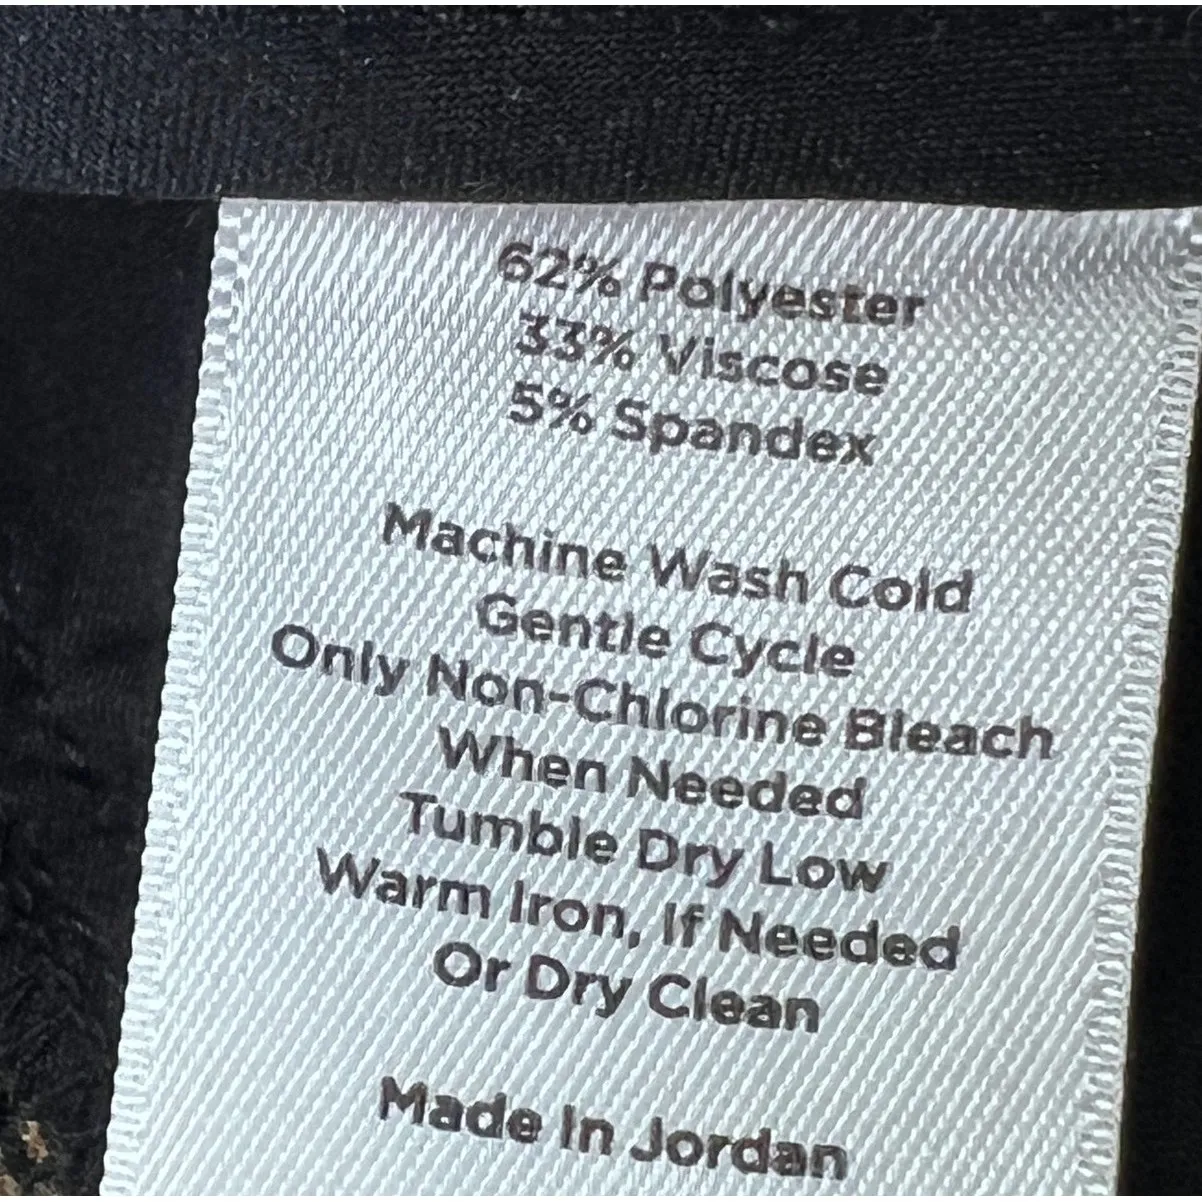 62% Polyester
33% Viscose
5% Spandex
Machine Wash Cold
Gentle Cycle
Only Non-Chlorine Bleach
When Needed
Tumble Dry Low
Warm Iron, If Needed
Or Dry Clean
Made In Jordan